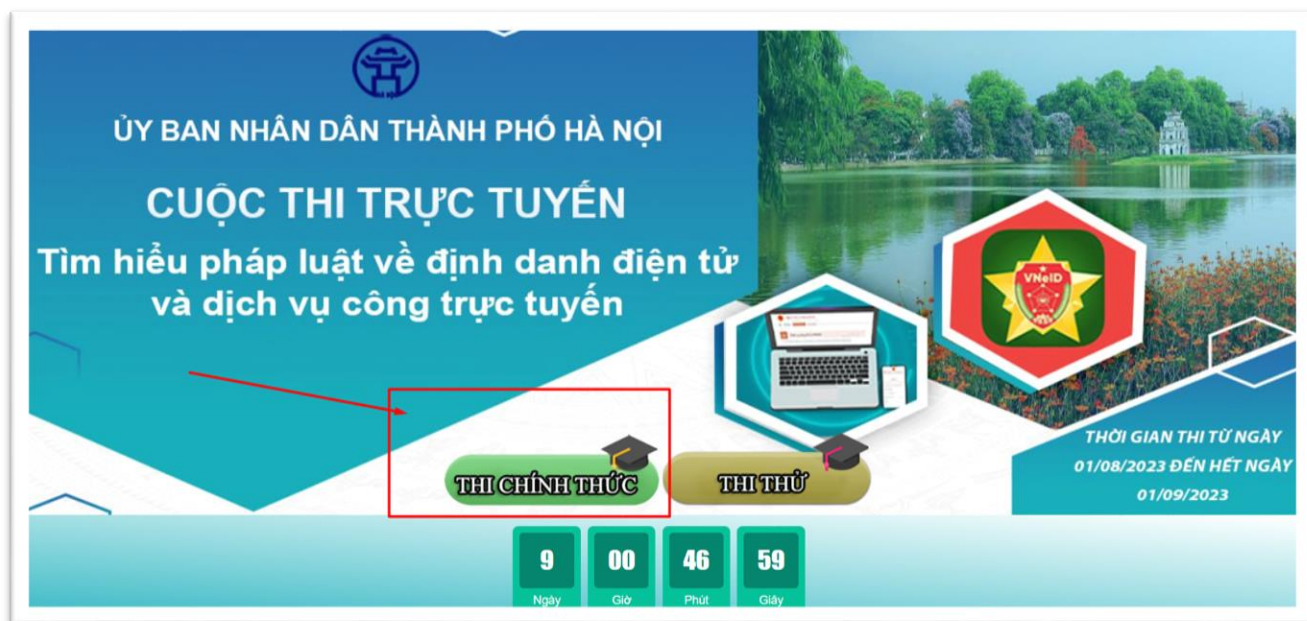 HÀ NỘI
ỦY BAN NHÂN DÂN THÀNH PHỐ HÀ NỘI
CUỘC THI TRỰC TUYẾN
Tìm hiểu pháp luật về định danh điện tử
và dịch vụ công trực tuyến
VNeID
THỜI GIAN THI TỪ NGÀY
01/08/2023 ĐẾN HẾT NGÀY
01/09/2023
THI CHÍNH THỨC
THI THỬ
9 00 46 59
Ngày Giờ Phút Giây